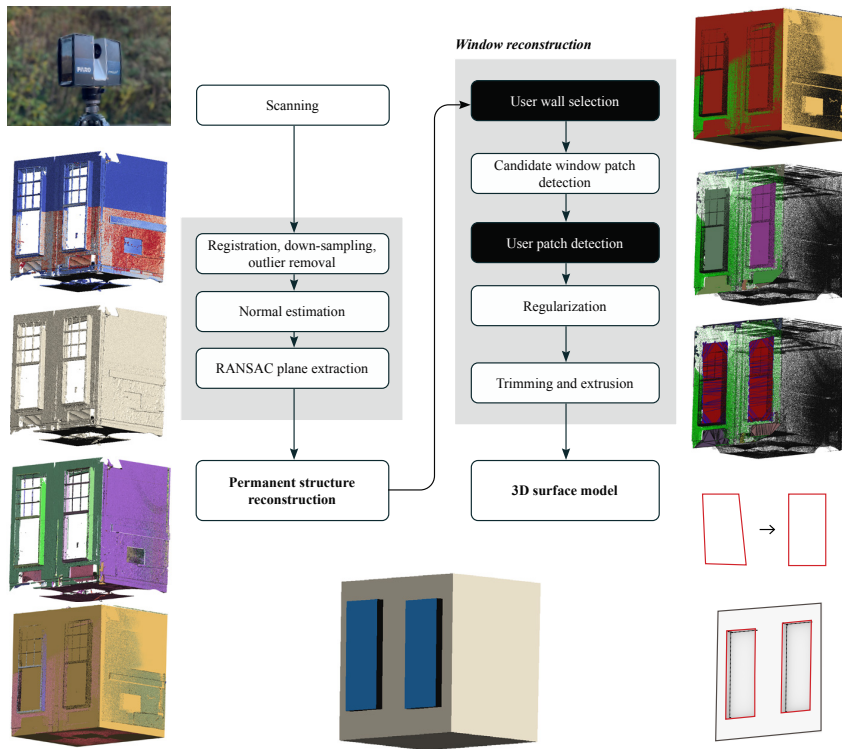 Window reconstruction
Scanning
Registration, down-sampling,
outlier removal
Normal estimation
RANSAC plane extraction
Permanent structure
reconstruction
User wall selection
Candidate window patch
detection
User patch detection
Regularization
Trimming and extrusion
3D surface model